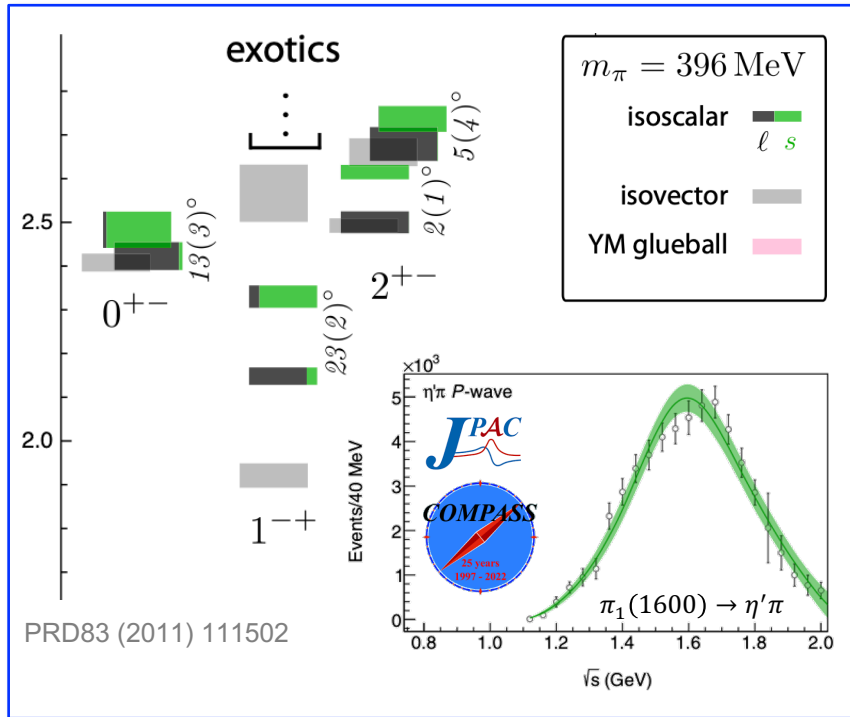 exotics
m_π = 396 MeV
isoscalar
ℓ s
isovector
YM glueball
5(4)°
2(1)°
2.5
13(3)°
0⁺⁻
2⁺⁻
23(2)°
2.0
1⁻⁺
PRD83 (2011) 111502
×10³
η'π P-wave
JPAC
COMPASS
25 years
1997 - 2022
π₁(1600) → η'π
Events/40 MeV
5
4
3
2
1
0
0.8 1.0 1.2 1.4 1.6 1.8 2.0
√s (GeV)